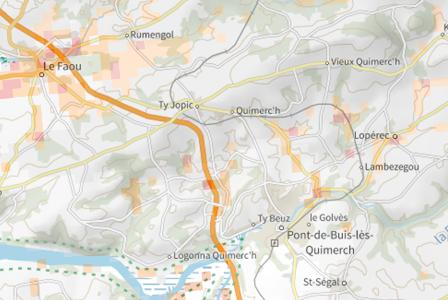 Rumengol
Le Faou
Vieux Quimerc'h
Ty Jopic
Quimerc'h
Lopérec
Lambezegou
Ty Beuz
le Golvès
Pont-de-Buis-lès-
Quimerch
Logonna Quimerc'h
St-Ségal